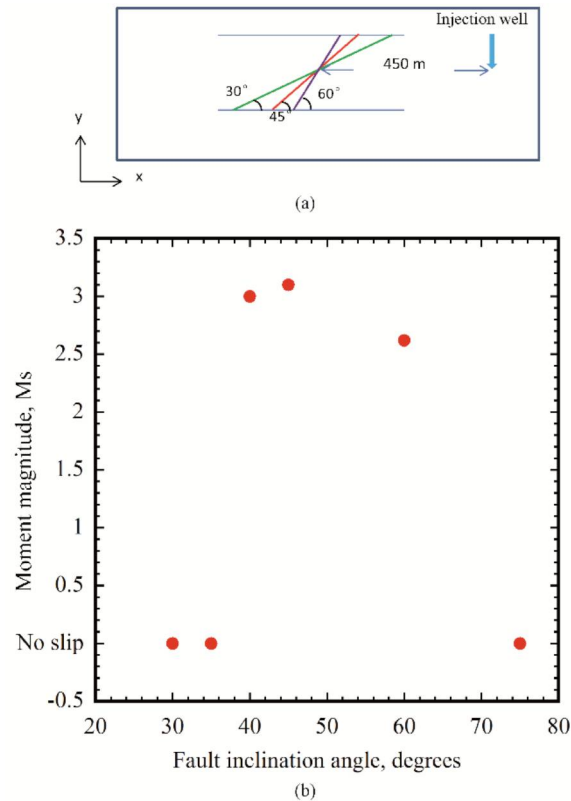 Injection well
450 m
30°
45°
60°
y
x
(a)
3.5
3
2.5
2
1.5
1
0.5
No slip
-0.5
Moment magnitude, Ms
20 30 40 50 60 70 80
Fault inclination angle, degrees
(b)